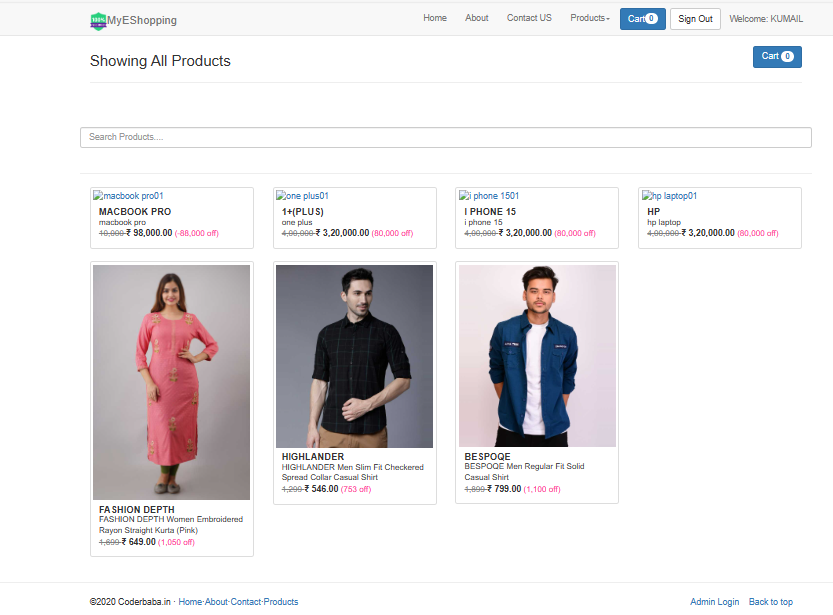 MyEShopping
Home About Contact US Products Cart 0 Sign Out Welcome: KUMAIL
Showing All Products
Cart 0
Search Products....
macbook pro01
MACBOOK PRO
macbook pro
10,000 ₹ 98,000.00 (-88,000 off)
one plus01
1+(PLUS)
one plus
4,00,000 ₹ 3,20,000.00 (80,000 off)
i phone 1501
I PHONE 15
i phone 15
4,00,000 ₹ 3,20,000.00 (80,000 off)
hp laptop01
HP
hp laptop
4,00,000 ₹ 3,20,000.00 (80,000 off)
FASHION DEPTH
FASHION DEPTH Women Embroidered
Rayon Straight Kurta (Pink)
1,699 ₹ 649.00 (1,050 off)
HIGHLANDER
HIGHLANDER Men Slim Fit Checkered
Spread Collar Casual Shirt
1,299 ₹ 546.00 (753 off)
BESPOQE
BESPOQE Men Regular Fit Solid
Casual Shirt
1,899 ₹ 799.00 (1,100 off)
©2020 Coderbaba.in · Home·About·Contact·Products
Admin Login Back to top